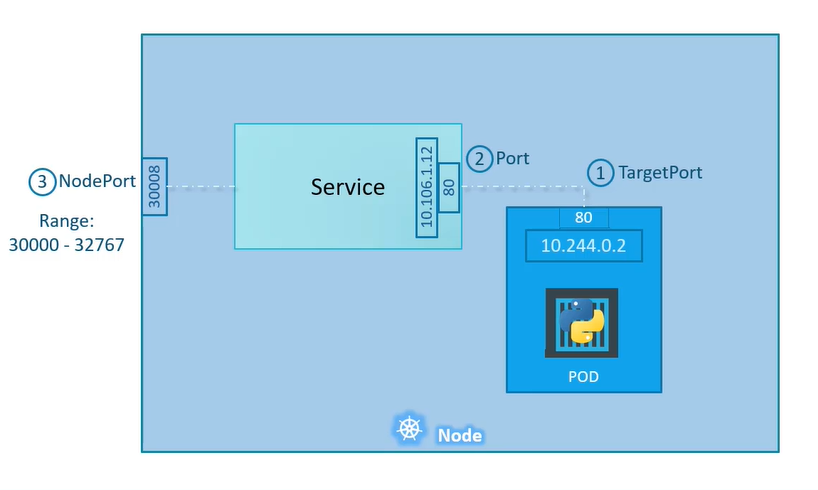 3 NodePort
Range:
30000 - 32767
30008
Service
10.106.1.12
80
2 Port
1 TargetPort
80
10.244.0.2
POD
Node